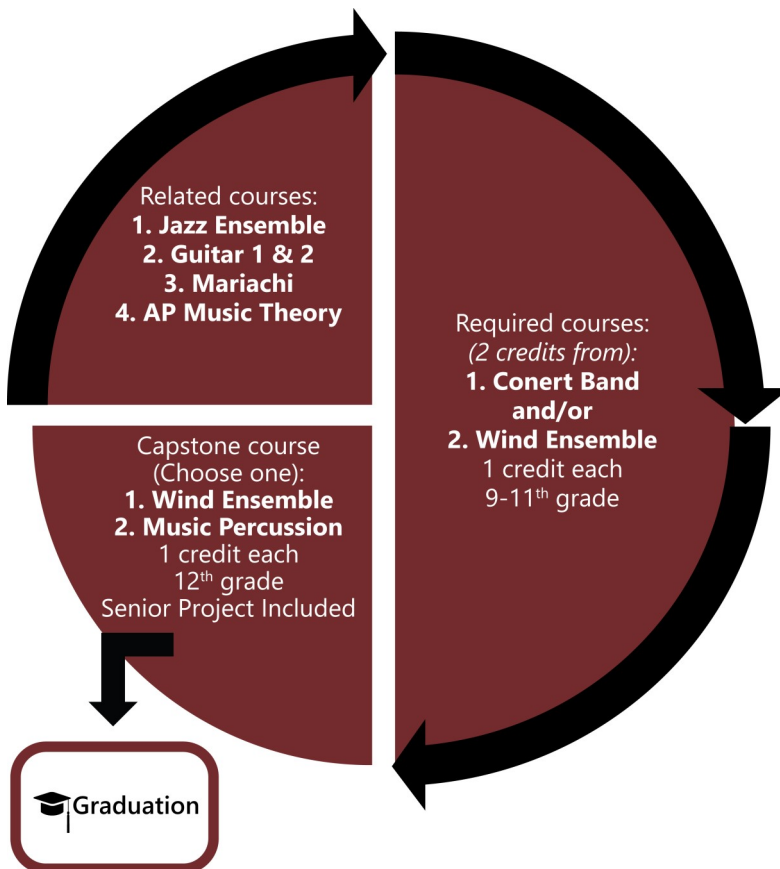 Related courses:
1. Jazz Ensemble
2. Guitar 1 & 2
3. Mariachi
4. AP Music Theory
Required courses:
(2 credits from):
1. Conert Band
and/or
2. Wind Ensemble
1 credit each
9-11th grade
Capstone course
(Choose one):
1. Wind Ensemble
2. Music Percussion
1 credit each
12th grade
Senior Project Included
Graduation